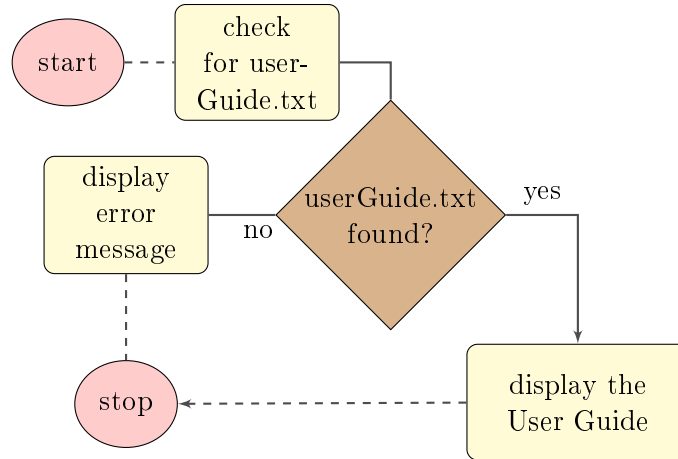 start
check
for user-
Guide.txt
userGuide.txt
found?
yes
no
display
error
message
display the
User Guide
stop